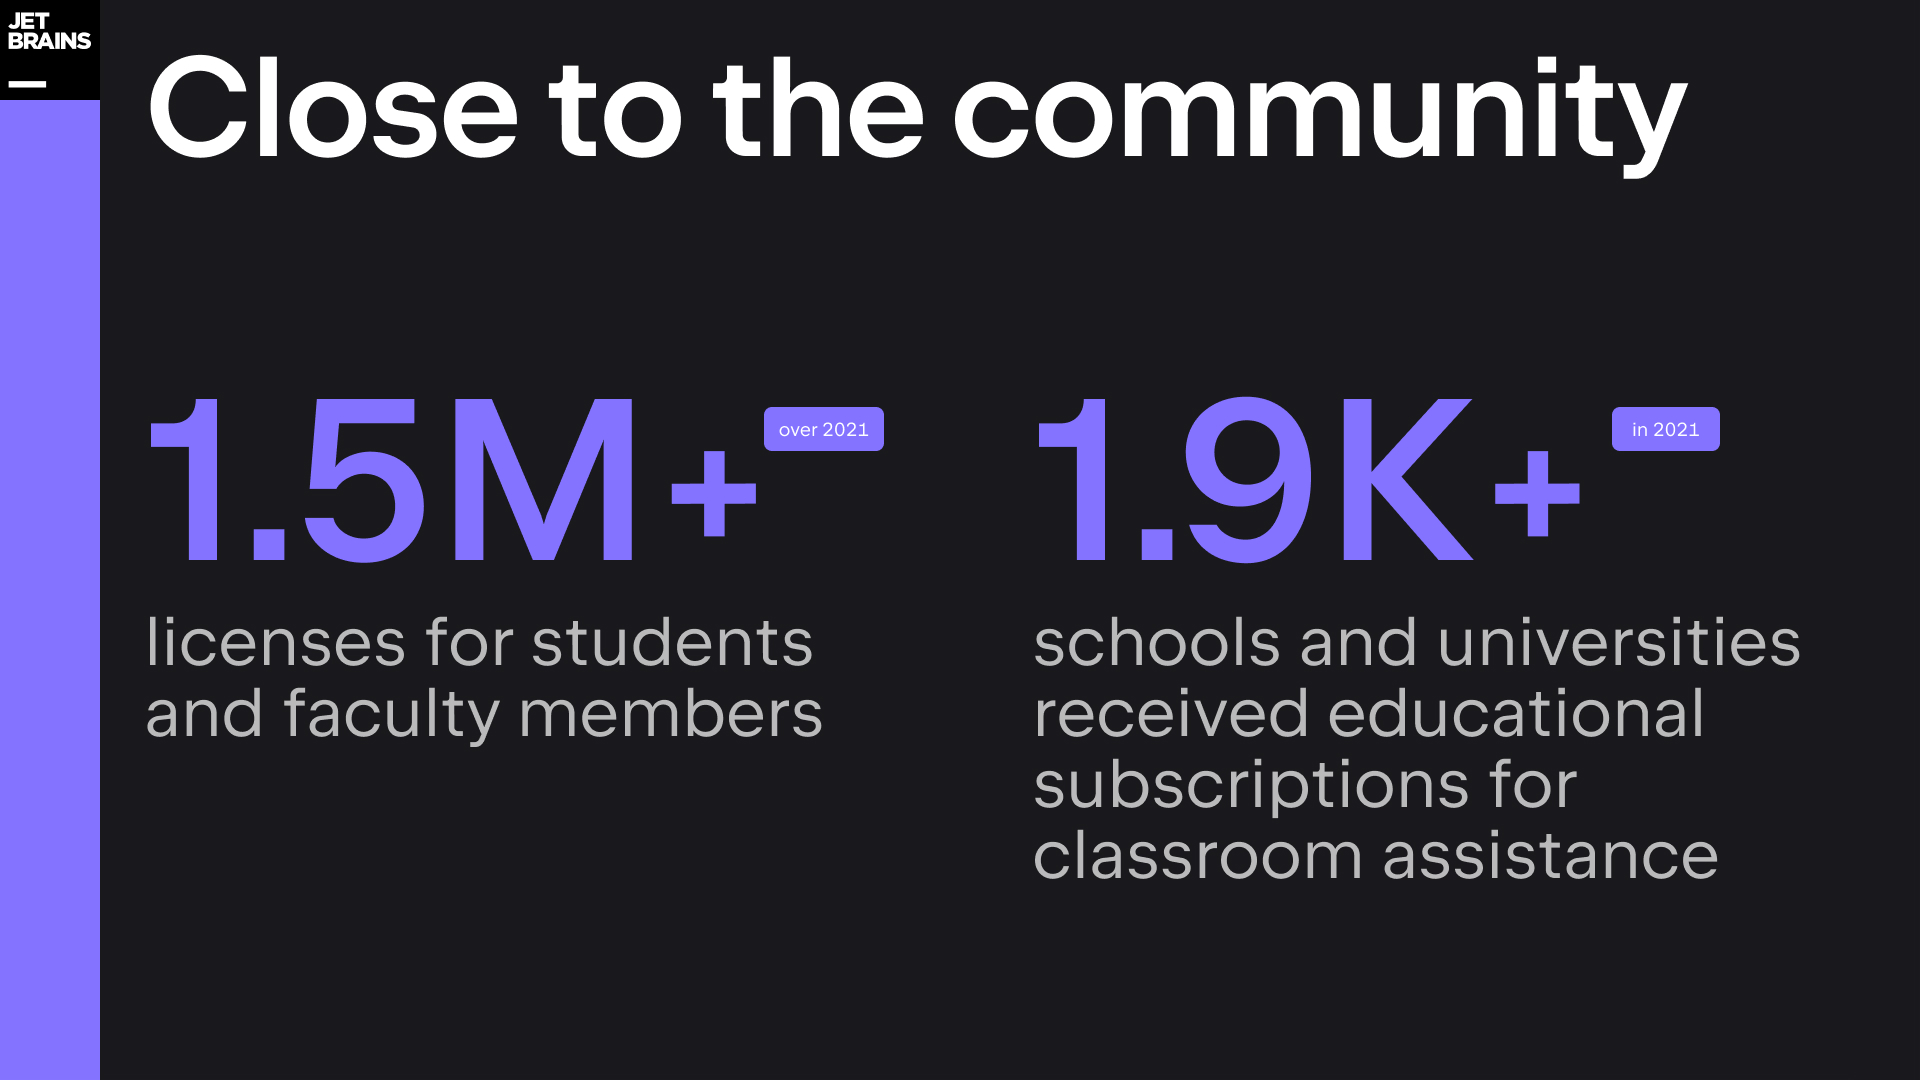 JET
BRAINS
Close to the community
1.5M+
over 2021
licenses for students
and faculty members
1.9K+
in 2021
schools and universities
received educational
subscriptions for
classroom assistance